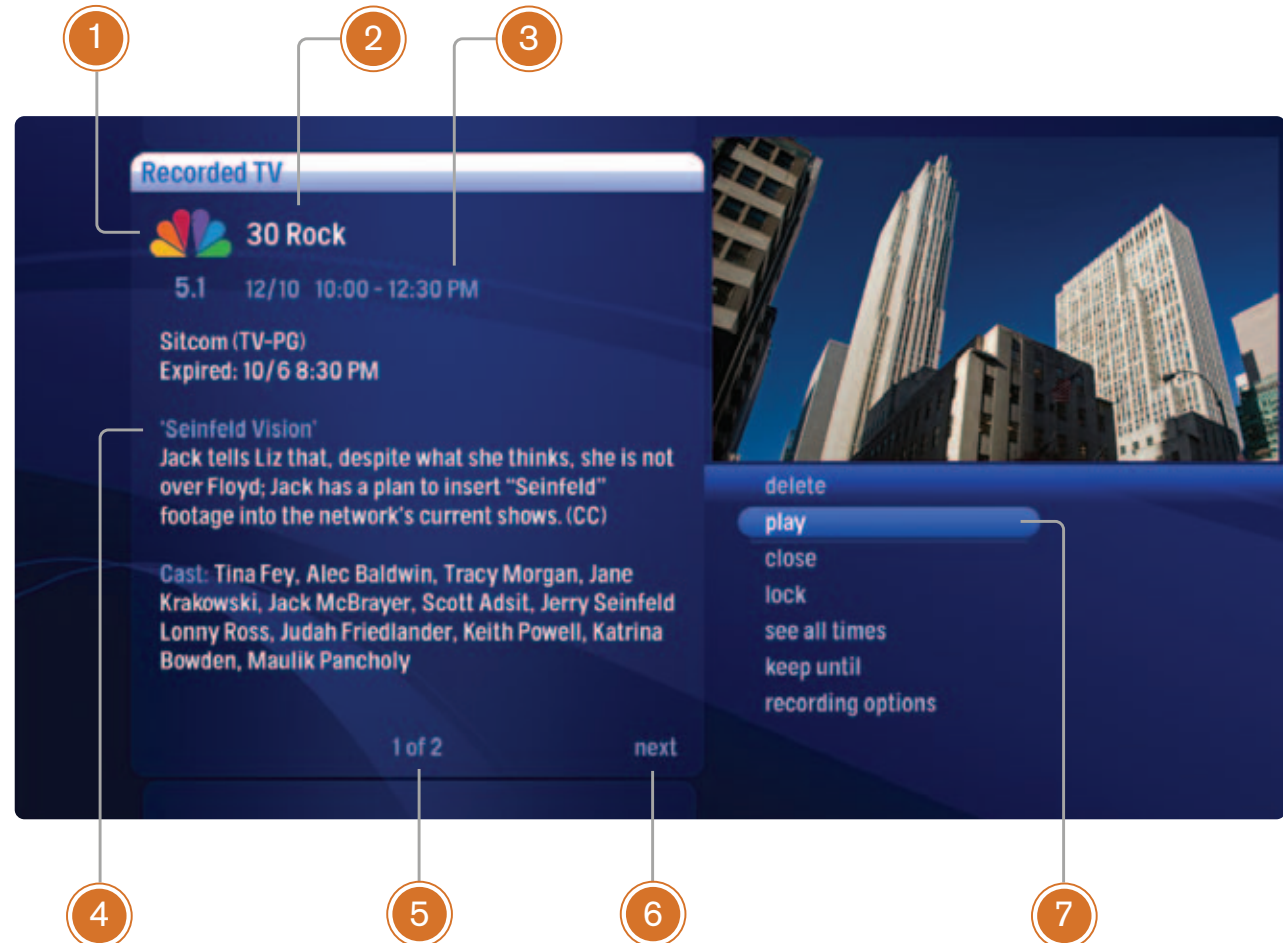 1
2
3
Recorded TV
30 Rock
5.1 12/10 10:00 - 12:30 PM
Sitcom (TV-PG)
Expired: 10/6 8:30 PM
'Seinfeld Vision'
Jack tells Liz that, despite what she thinks, she is not
over Floyd; Jack has a plan to insert “Seinfeld”
footage into the network's current shows. (CC)
Cast: Tina Fey, Alec Baldwin, Tracy Morgan, Jane
Krakowski, Jack McBrayer, Scott Adsit, Jerry Seinfeld
Lonny Ross, Judah Friedlander, Keith Powell, Katrina
Bowden, Maulik Pancholy
1 of 2 next
delete
play
close
lock
see all times
keep until
recording options
4
5
6
7